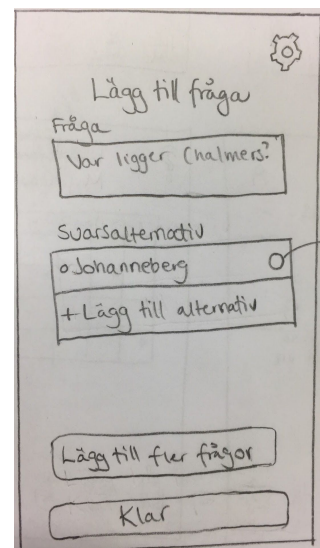 Lägg till fråga
Fråga
Var ligger Chalmers?
Svarsalternativ
Johanneberg
+ Lägg till alternativ
Lägg till fler frågor
Klar